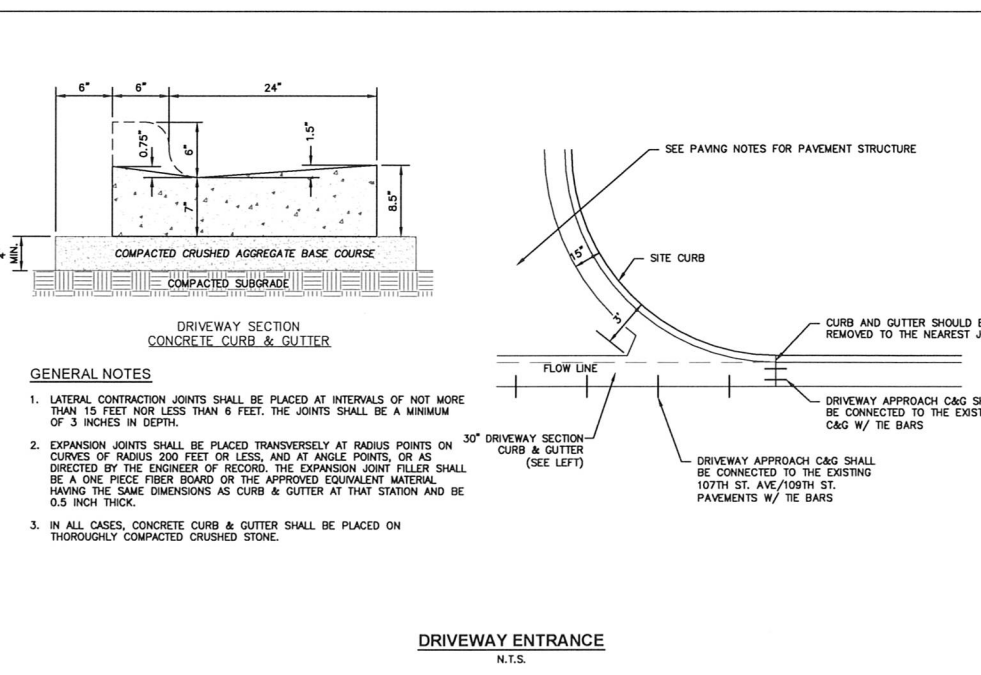 6"
6"
24"
0.75"
6"
1.5"
7"
8.5"
4"
MIN.
COMPACTED CRUSHED AGGREGATE BASE COURSE
COMPACTED SUBGRADE
DRIVEWAY SECTION
CONCRETE CURB & GUTTER
GENERAL NOTES
1. LATERAL CONTRACTION JOINTS SHALL BE PLACED AT INTERVALS OF NOT MORE
THAN 15 FEET NOR LESS THAN 6 FEET. THE JOINTS SHALL BE A MINIMUM
OF 3 INCHES IN DEPTH.
2. EXPANSION JOINTS SHALL BE PLACED TRANSVERSELY AT RADIUS POINTS ON
CURVES OF RADIUS 200 FEET OR LESS, AND AT ANGLE POINTS, OR AS
DIRECTED BY THE ENGINEER OF RECORD. THE EXPANSION JOINT FILLER SHALL
BE A ONE PIECE FIBER BOARD OR THE APPROVED EQUIVALENT MATERIAL
HAVING THE SAME DIMENSIONS AS CURB & GUTTER AT THAT STATION AND BE
0.5 INCH THICK.
3. IN ALL CASES, CONCRETE CURB & GUTTER SHALL BE PLACED ON
THOROUGHLY COMPACTED CRUSHED STONE.
SEE PAVING NOTES FOR PAVEMENT STRUCTURE
15"
SITE CURB
3'
CURB AND GUTTER SHOULD
REMOVED TO THE NEAREST
FLOW LINE
DRIVEWAY APPROACH C&G
BE CONNECTED TO THE
C&G W/ TIE BARS
30" DRIVEWAY SECTION
CURB & GUTTER
(SEE LEFT)
DRIVEWAY APPROACH C&G SHALL
BE CONNECTED TO THE EXISTING
107TH ST. AVE/109TH ST.
PAVEMENTS W/ TIE BARS
DRIVEWAY ENTRANCE
N.T.S.